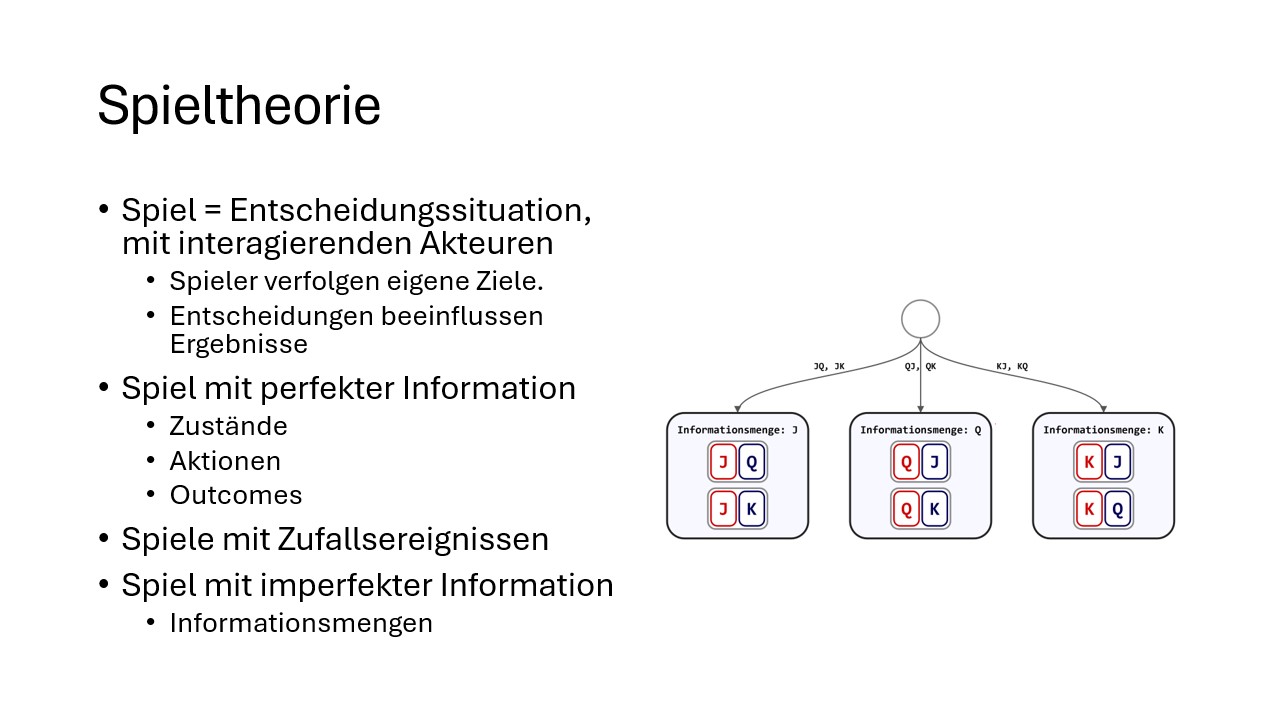 Spieltheorie
• Spiel = Entscheidungssituation,
mit interagierenden Akteuren
• Spieler verfolgen eigene Ziele.
• Entscheidungen beeinflussen
Ergebnisse
• Spiel mit perfekter Information
• Zustände
• Aktionen
• Outcomes
• Spiele mit Zufallsereignissen
• Spiel mit imperfekter Information
• Informationsmengen
JQ, JK
QJ, QK
KJ, KQ
Informationsmenge: J
J Q
J K
Informationsmenge: Q
Q J
Q K
Informationsmenge: K
K J
K Q